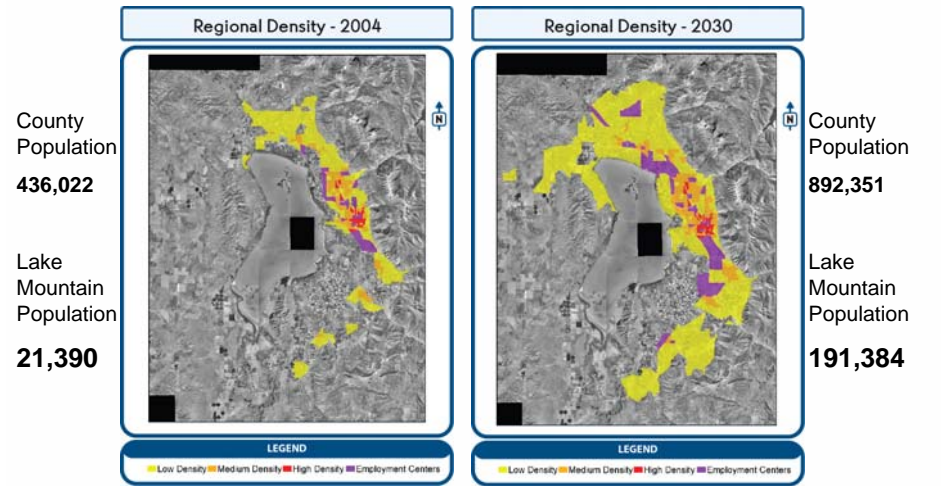 Regional Density - 2004
County
Population
436,022
Lake
Mountain
Population
21,390
N
LEGEND
Low Density Medium Density High Density Employment Centers
Regional Density - 2030
N
County
Population
892,351
Lake
Mountain
Population
191,384
LEGEND
Low Density Medium Density High Density Employment Centers